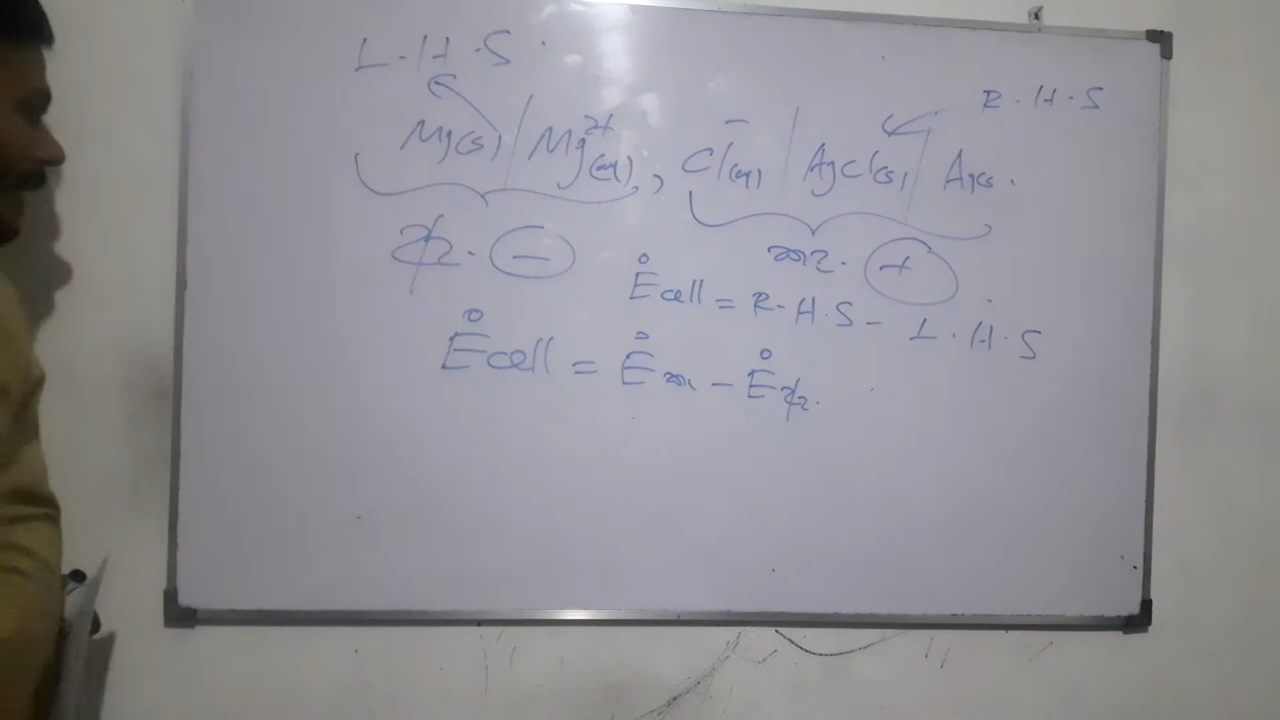 L.H.S.
R.H.S
Mg(s) / Mg²⁺(aq) , Cl⁻(aq) / AgCl(s) / Ag(s).
−
+
E°cell = R-H.S - L.H.S
E°cell = E° - E°